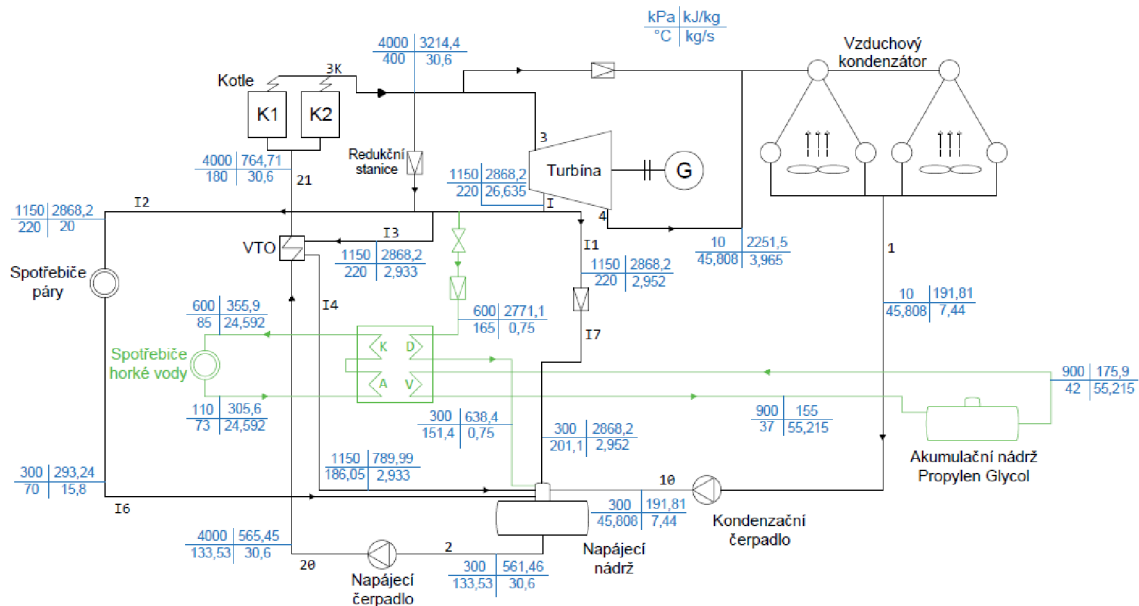 kPa kJ/kg
°C kg/s
4000 3214,4
400 30,6
Vzduchový
kondenzátor
Kotle
3K
K1 K2
3
4000 764,71
180 30,6
21
Redukční
stanice
1150 2868,2
220 26,635
I
Turbína
G
4
1150 2868,2
220 20
I2
I3
VTO
1150 2868,2
220 2,933
I1
1150 2868,2
220 2,952
10 2251,5
45,808 3,965
1
Spotřebiče
páry
I4
600 355,9
85 24,592
600 2771,1
165 0,75
I7
10 191,81
45,808 7,44
K D
A V
Spotřebiče
horké vody
110 305,6
73 24,592
900 175,9
42 55,215
300 638,4
151,4 0,75
300 2868,2
201,1 2,952
900 155
37 55,215
Akumulační nádrž
Propylen Glycol
1150 789,99
186,05 2,933
300 293,24
70 15,8
I6
10
300 191,81
45,808 7,44
Kondenzační
čerpadlo
4000 565,45
133,53 30,6
20
2
Napájecí
čerpadlo
300 561,46
133,53 30,6
Napájecí
nádrž